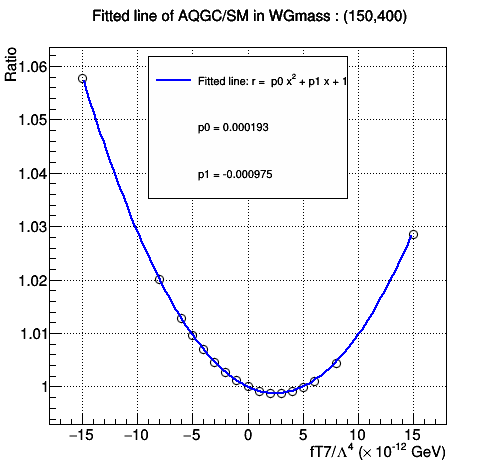 Fitted line of AQGC/SM in WGmass : (150,400)
Ratio
1.06
1.05
1.04
1.03
1.02
1.01
1
Fitted line: r = p0 x² + p1 x + 1
p0 = 0.000193
p1 = -0.000975
−15 −10 −5 0 5 10 15
fT7/Λ⁴ (× 10⁻¹² GeV)